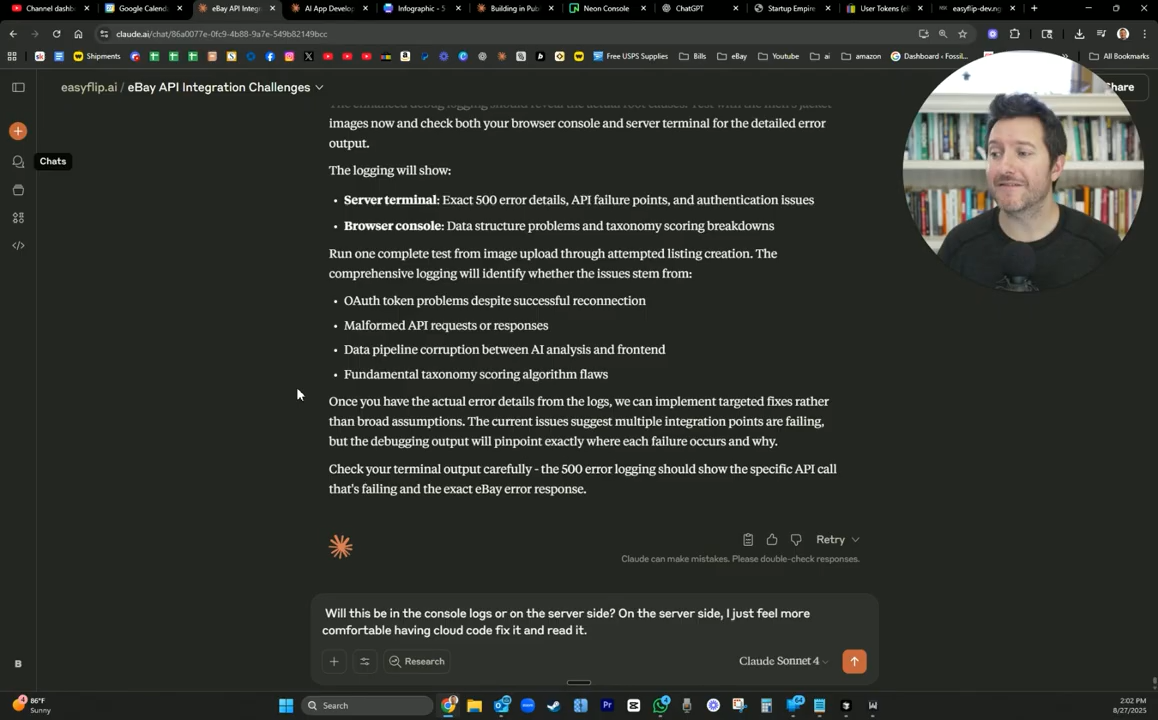 Channel dashb
Google Calend
eBay API Integr
AI App Develop
Infographic - 5
Building in Pub
Neon Console
ChatGPT
Startup Empire
User Tokens (eB
easyflip-dev.ng
claude.ai/chat/86a0077e-0fc9-4b88-9a7e-549b82149bcc
Shipments
Free USPS Supplies
Bills
eBay
Youtube
ai
amazon
Dashboard ‹ Fossil...
All Bookmarks
easyflip.ai / eBay API Integration Challenges
Share
Chats
The enhanced debug logging should reveal the actual root causes. Test with the men's jacket
images now and check both your browser console and server terminal for the detailed error
output.
The logging will show:
• Server terminal: Exact 500 error details, API failure points, and authentication issues
• Browser console: Data structure problems and taxonomy scoring breakdowns
Run one complete test from image upload through attempted listing creation. The
comprehensive logging will identify whether the issues stem from:
• OAuth token problems despite successful reconnection
• Malformed API requests or responses
• Data pipeline corruption between AI analysis and frontend
• Fundamental taxonomy scoring algorithm flaws
Once you have the actual error details from the logs, we can implement targeted fixes rather
than broad assumptions. The current issues suggest multiple integration points are failing,
but the debugging output will pinpoint exactly where each failure occurs and why.
Check your terminal output carefully - the 500 error logging should show the specific API call
that's failing and the exact eBay error response.
Retry
Claude can make mistakes. Please double-check responses.
Will this be in the console logs or on the server side? On the server side, I just feel more
comfortable having cloud code fix it and read it.
Research
Claude Sonnet 4
B
86°F
Sunny
Search
2:02 PM
8/27/2025